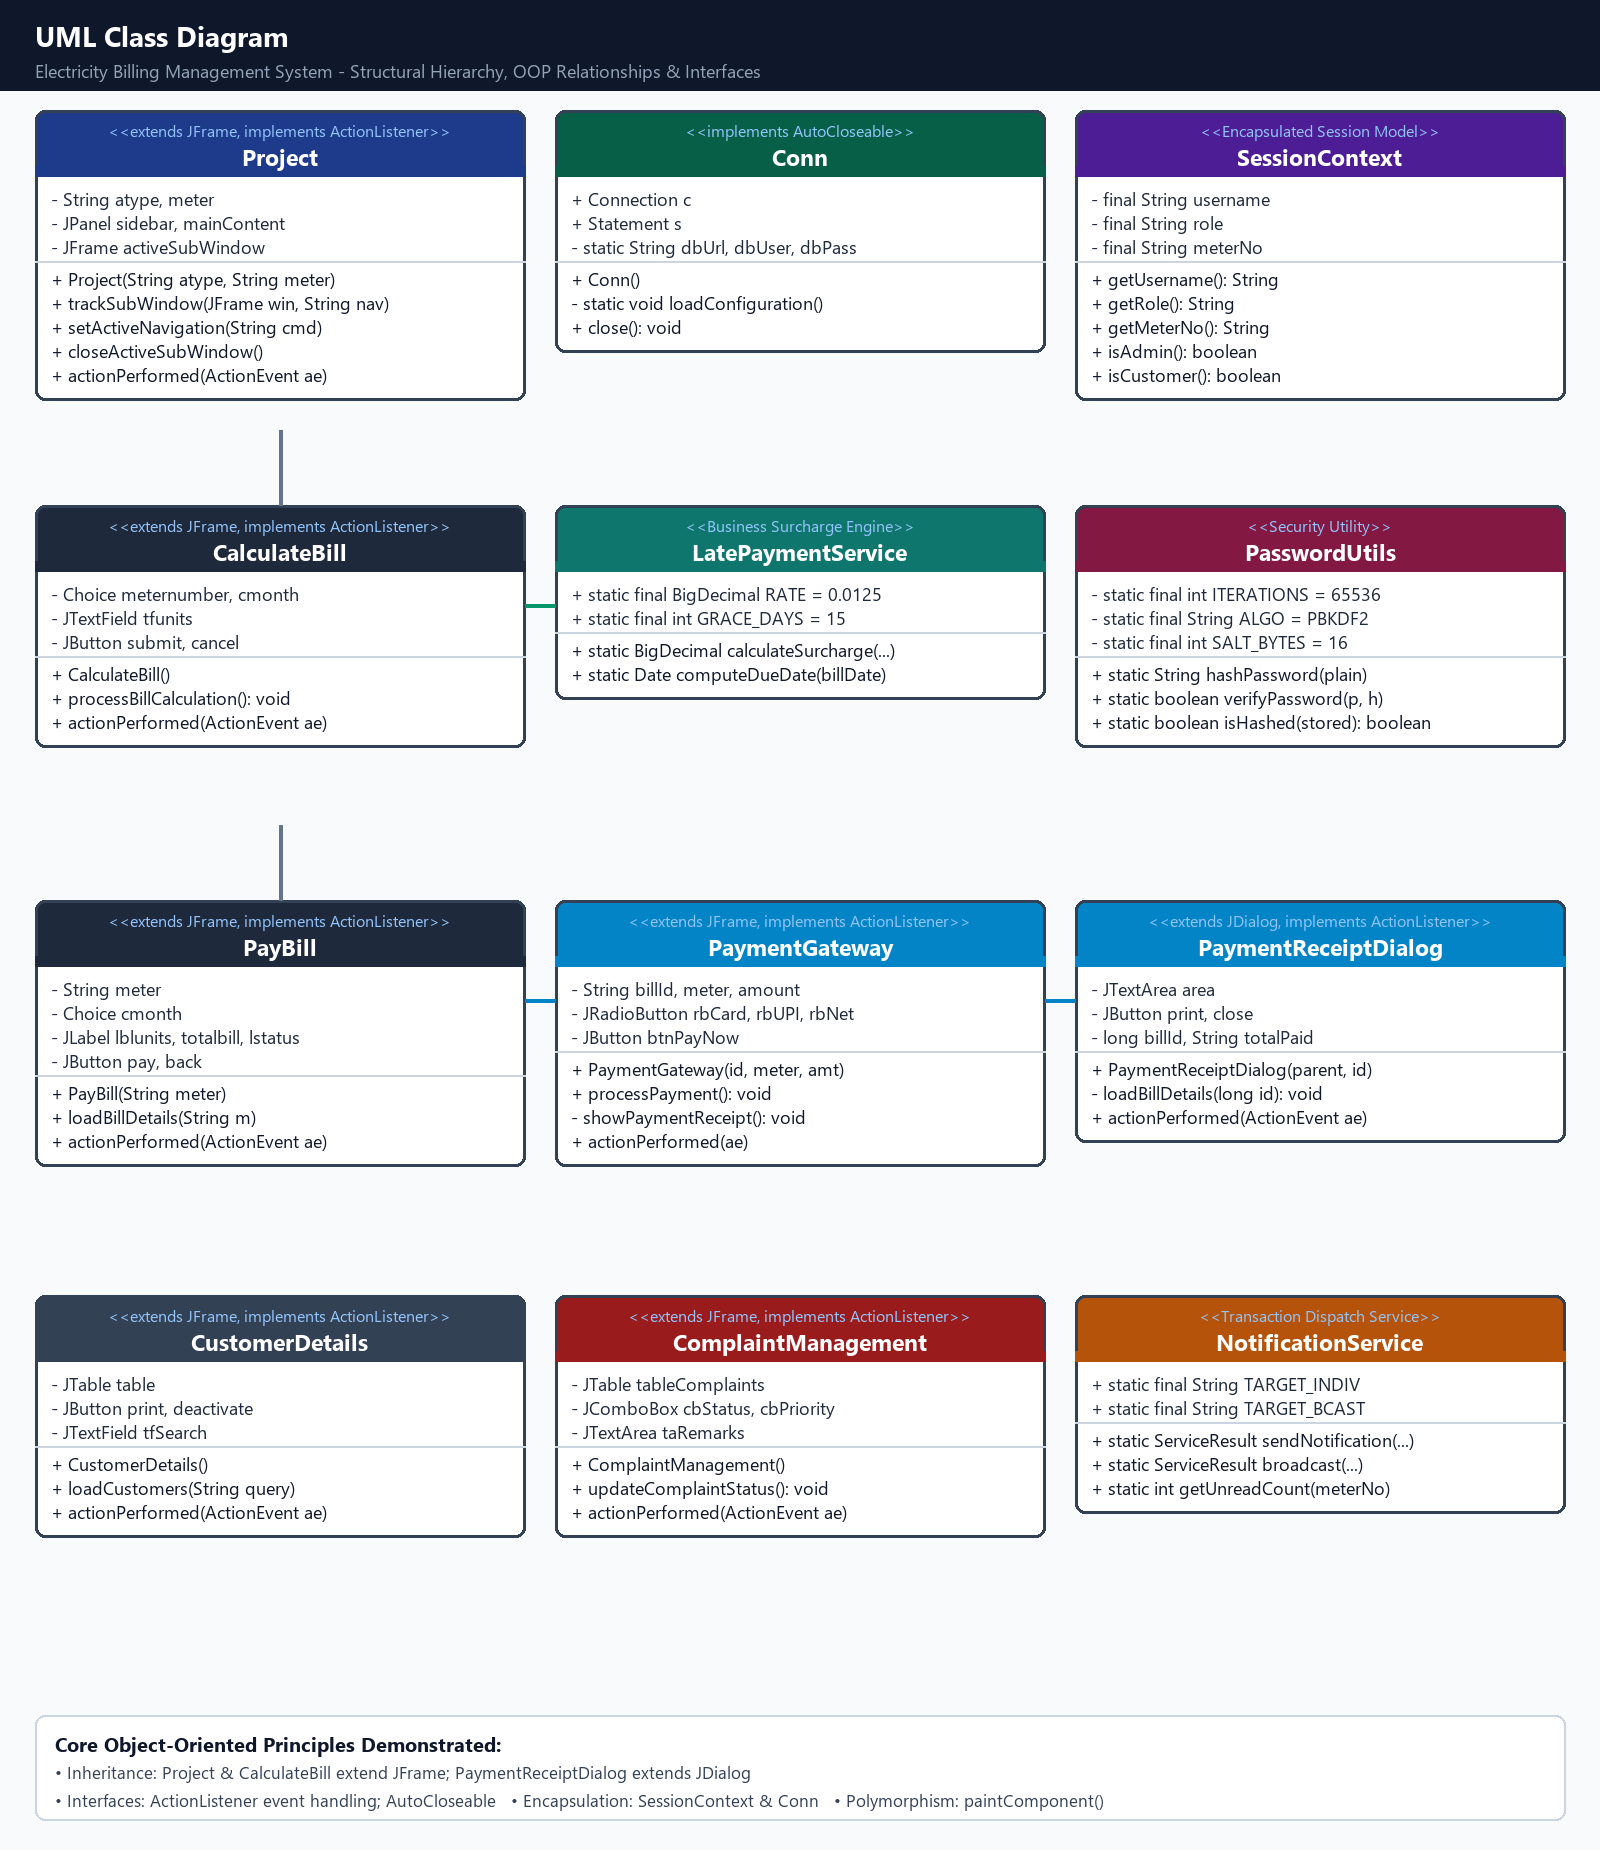 UML Class Diagram
Electricity Billing Management System - Structural Hierarchy, OOP Relationships & Interfaces
<<extends JFrame, implements ActionListener>>
Project
- String atype, meter
- JPanel sidebar, mainContent
- JFrame activeSubWindow
+ Project(String atype, String meter)
+ trackSubWindow(JFrame win, String nav)
+ setActiveNavigation(String cmd)
+ closeActiveSubWindow()
+ actionPerformed(ActionEvent ae)
<<implements AutoCloseable>>
Conn
+ Connection c
+ Statement s
- static String dbUrl, dbUser, dbPass
+ Conn()
- static void loadConfiguration()
+ close(): void
<<Encapsulated Session Model>>
SessionContext
- final String username
- final String role
- final String meterNo
+ getUsername(): String
+ getRole(): String
+ getMeterNo(): String
+ isAdmin(): boolean
+ isCustomer(): boolean
<<extends JFrame, implements ActionListener>>
CalculateBill
- Choice meternumber, cmonth
- JTextField tfunits
- JButton submit, cancel
+ CalculateBill()
+ processBillCalculation(): void
+ actionPerformed(ActionEvent ae)
<<Business Surcharge Engine>>
LatePaymentService
+ static final BigDecimal RATE = 0.0125
+ static final int GRACE_DAYS = 15
+ static BigDecimal calculateSurcharge(...)
+ static Date computeDueDate(billDate)
<<Security Utility>>
PasswordUtils
- static final int ITERATIONS = 65536
- static final String ALGO = PBKDF2
- static final int SALT_BYTES = 16
+ static String hashPassword(plain)
+ static boolean verifyPassword(p, h)
+ static boolean isHashed(stored): boolean
<<extends JFrame, implements ActionListener>>
PayBill
- String meter
- Choice cmonth
- JLabel lblunits, totalbill, lstatus
- JButton pay, back
+ PayBill(String meter)
+ loadBillDetails(String m)
+ actionPerformed(ActionEvent ae)
<<extends JFrame, implements ActionListener>>
PaymentGateway
- String billId, meter, amount
- JRadioButton rbCard, rbUPI, rbNet
- JButton btnPayNow
+ PaymentGateway(id, meter, amt)
+ processPayment(): void
- showPaymentReceipt(): void
+ actionPerformed(ae)
<<extends JDialog, implements ActionListener>>
PaymentReceiptDialog
- JTextArea area
- JButton print, close
- long billId, String totalPaid
+ PaymentReceiptDialog(parent, id)
- loadBillDetails(long id): void
+ actionPerformed(ActionEvent ae)
<<extends JFrame, implements ActionListener>>
CustomerDetails
- JTable table
- JButton print, deactivate
- JTextField tfSearch
+ CustomerDetails()
+ loadCustomers(String query)
+ actionPerformed(ActionEvent ae)
<<extends JFrame, implements ActionListener>>
ComplaintManagement
- JTable tableComplaints
- JComboBox cbStatus, cbPriority
- JTextArea taRemarks
+ ComplaintManagement()
+ updateComplaintStatus(): void
+ actionPerformed(ActionEvent ae)
<<Transaction Dispatch Service>>
NotificationService
+ static final String TARGET_INDIV
+ static final String TARGET_BCAST
+ static ServiceResult sendNotification(...)
+ static ServiceResult broadcast(...)
+ static int getUnreadCount(meterNo)
Core Object-Oriented Principles Demonstrated:
• Inheritance: Project & CalculateBill extend JFrame; PaymentReceiptDialog extends JDialog
• Interfaces: ActionListener event handling; AutoCloseable • Encapsulation: SessionContext & Conn • Polymorphism: paintComponent()